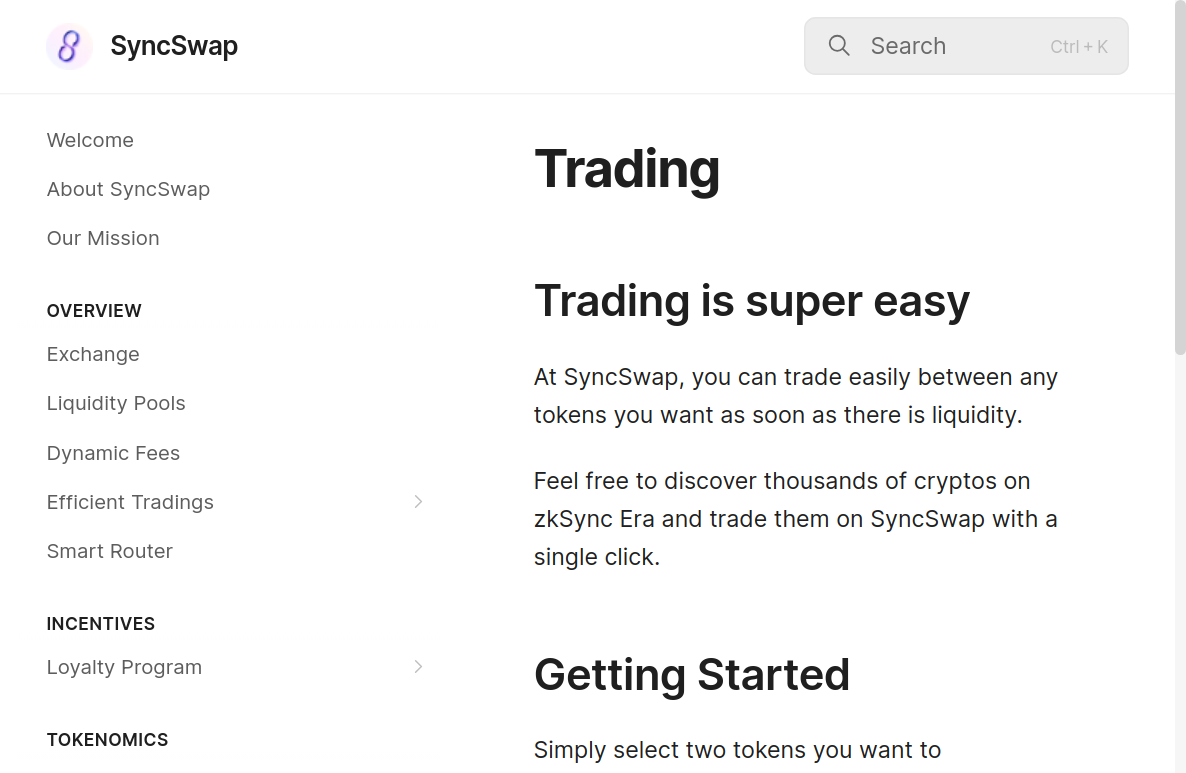 SyncSwap
Search
Ctrl + K
Welcome
About SyncSwap
Our Mission
OVERVIEW
Exchange
Liquidity Pools
Dynamic Fees
Efficient Tradings
Smart Router
INCENTIVES
Loyalty Program
TOKENOMICS
Trading
Trading is super easy
At SyncSwap, you can trade easily between any
tokens you want as soon as there is liquidity.
Feel free to discover thousands of cryptos on
zkSync Era and trade them on SyncSwap with a
single click.
Getting Started
Simply select two tokens you want to